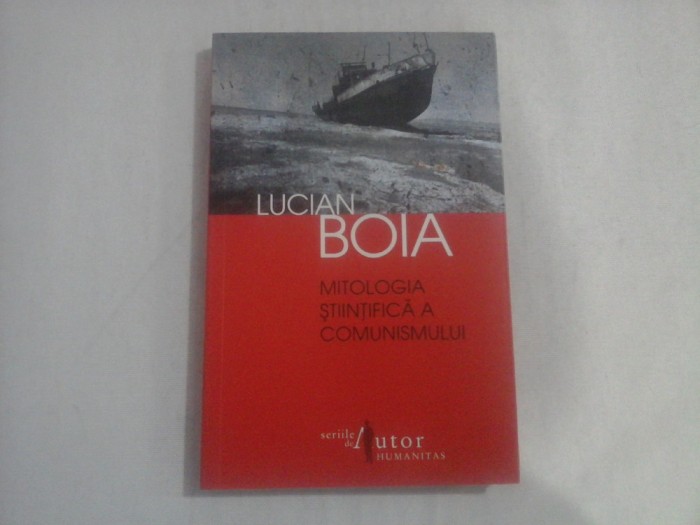 LUCIAN
BOIA
MITOLOGIA
ŞTIINŢIFICĂ A
COMUNISMULUI
seriile de Autor
HUMANITAS